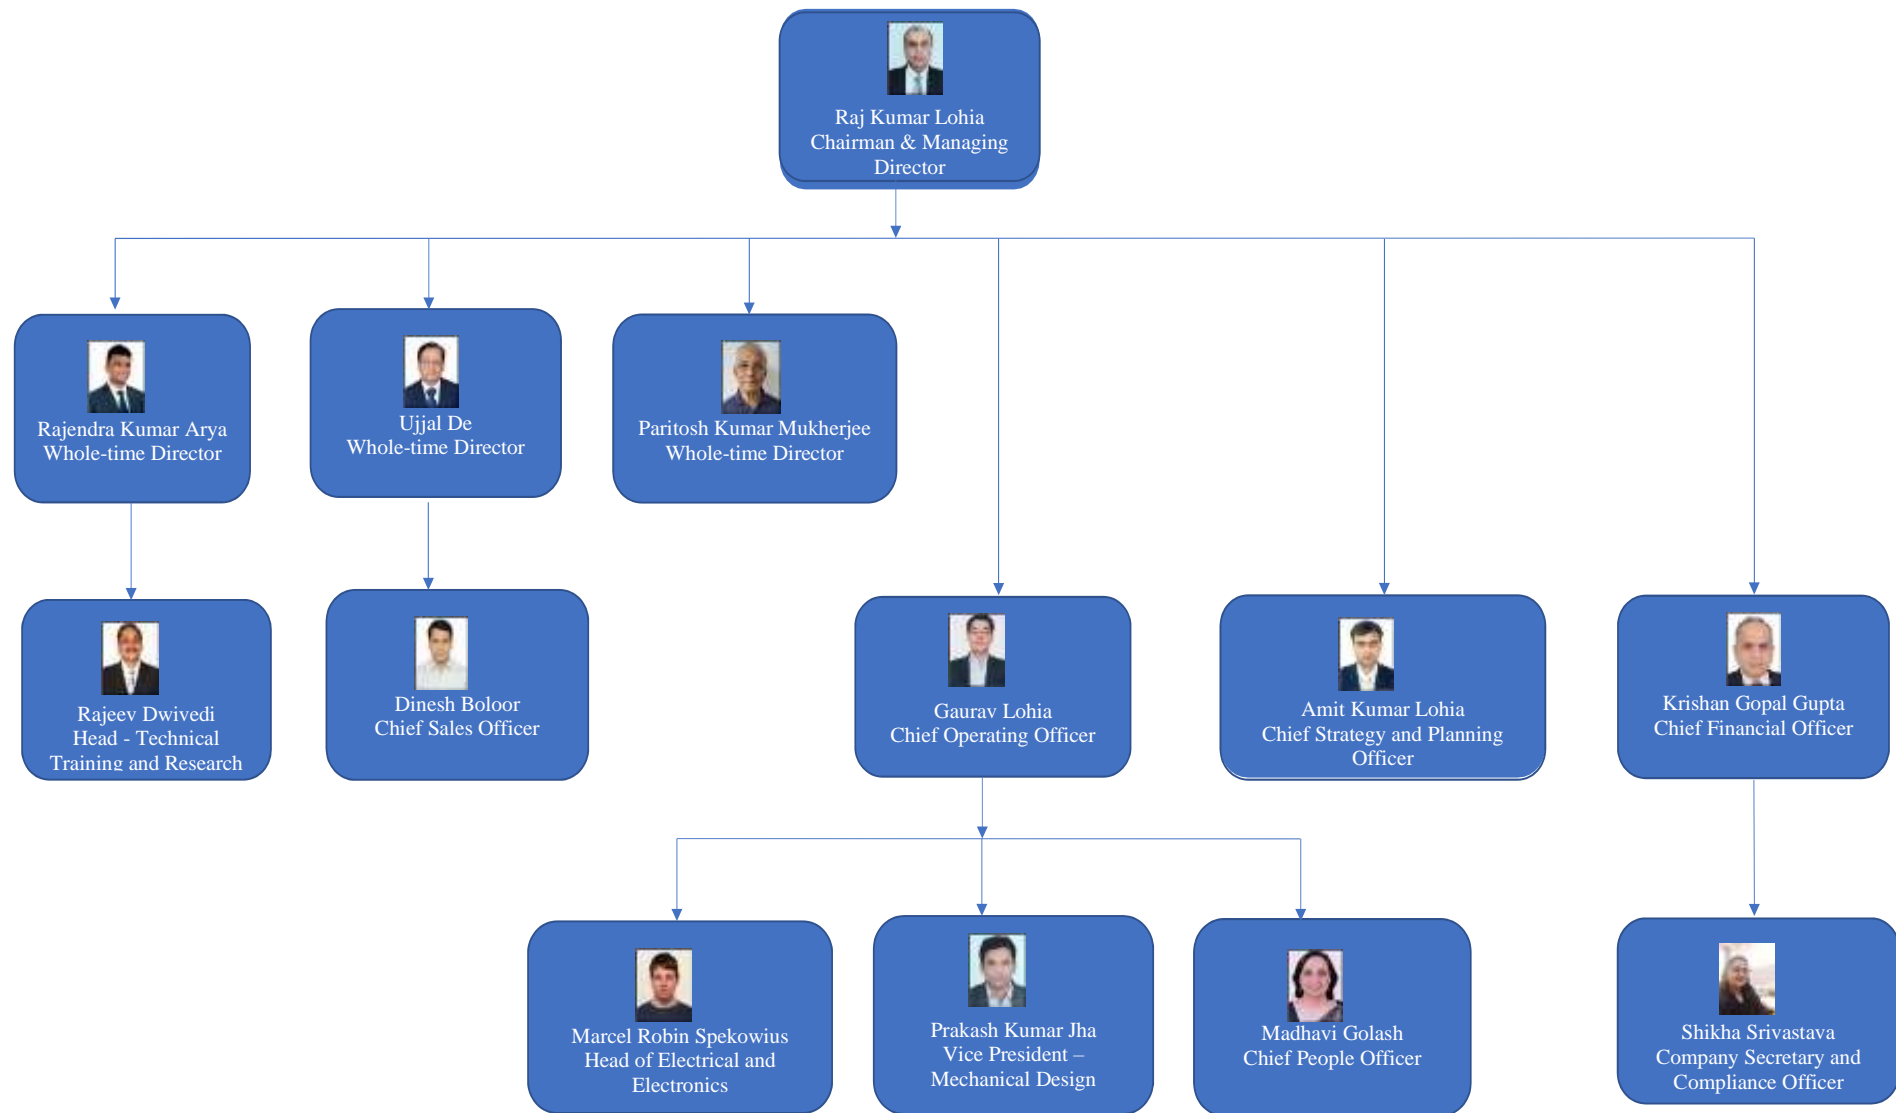 Raj Kumar Lohia
Chairman & Managing
Director
Rajendra Kumar Arya
Whole-time Director
Ujjal De
Whole-time Director
Paritosh Kumar Mukherjee
Whole-time Director
Rajeev Dwivedi
Head - Technical
Training and Research
Dinesh Boloor
Chief Sales Officer
Gaurav Lohia
Chief Operating Officer
Amit Kumar Lohia
Chief Strategy and Planning
Officer
Krishan Gopal Gupta
Chief Financial Officer
Marcel Robin Spekowius
Head of Electrical and
Electronics
Prakash Kumar Jha
Vice President –
Mechanical Design
Madhavi Golash
Chief People Officer
Shikha Srivastava
Company Secretary and
Compliance Officer